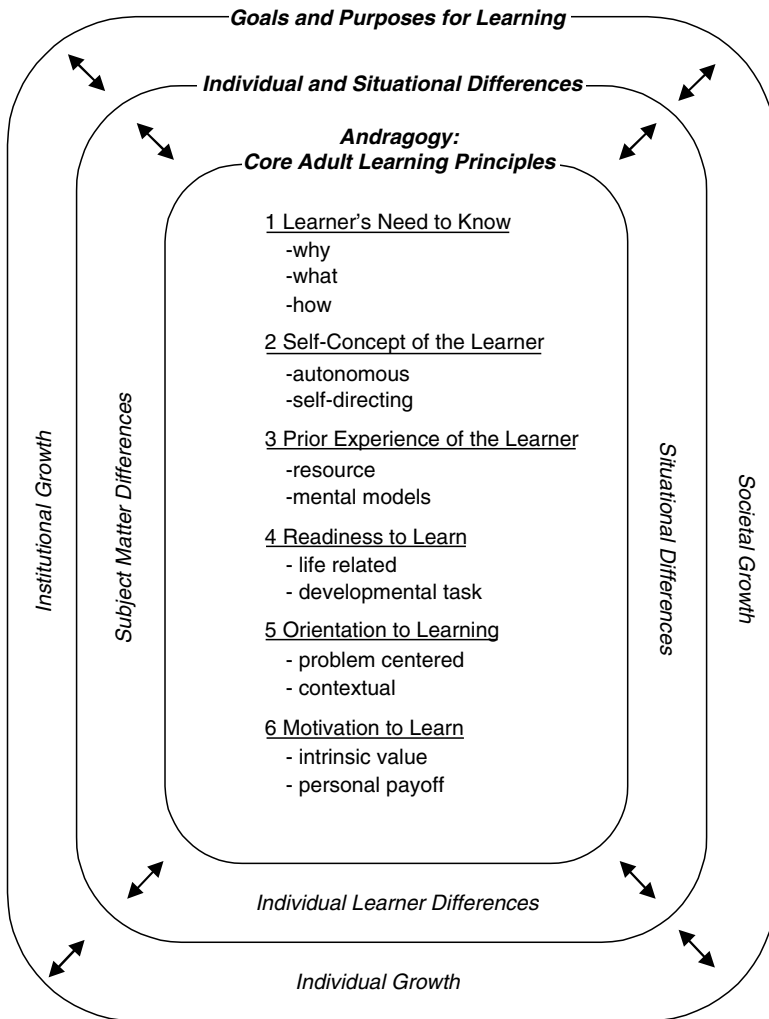 Goals and Purposes for Learning
Individual and Situational Differences
Andragogy:
Core Adult Learning Principles
1 Learner's Need to Know
-why
-what
-how
2 Self-Concept of the Learner
-autonomous
-self-directing
3 Prior Experience of the Learner
-resource
-mental models
4 Readiness to Learn
- life related
- developmental task
5 Orientation to Learning
- problem centered
- contextual
6 Motivation to Learn
- intrinsic value
- personal payoff
Institutional Growth
Subject Matter Differences
Situational Differences
Societal Growth
Individual Learner Differences
Individual Growth